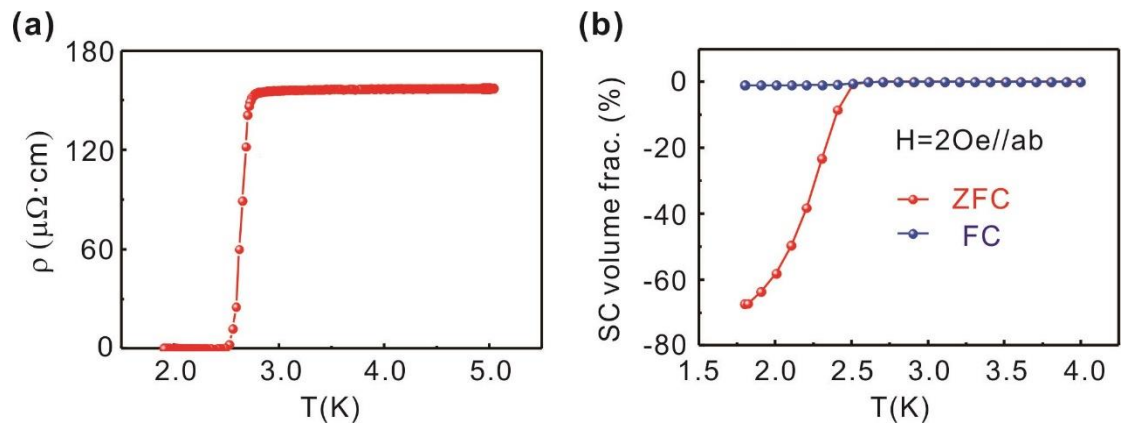 (a)
180
120
60
0
ρ (μΩ·cm)
2.0 3.0 4.0 5.0
T(K)
(b)
0
-20
-40
-60
-80
SC volume frac. (%)
H=2Oe//ab
ZFC
FC
1.5 2.0 2.5 3.0 3.5 4.0
T(K)